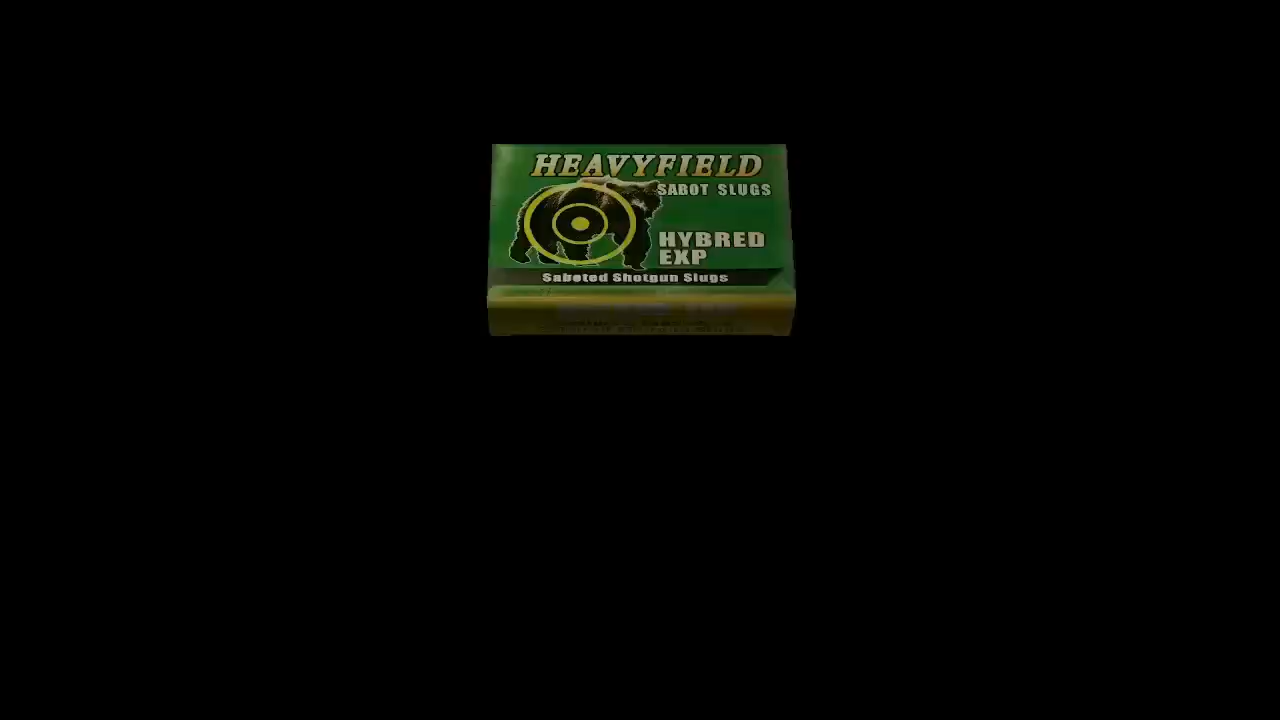 HEAVYFIELD
SABOT SLUGS
HYBRED
EXP
Saboted Shotgun Slugs